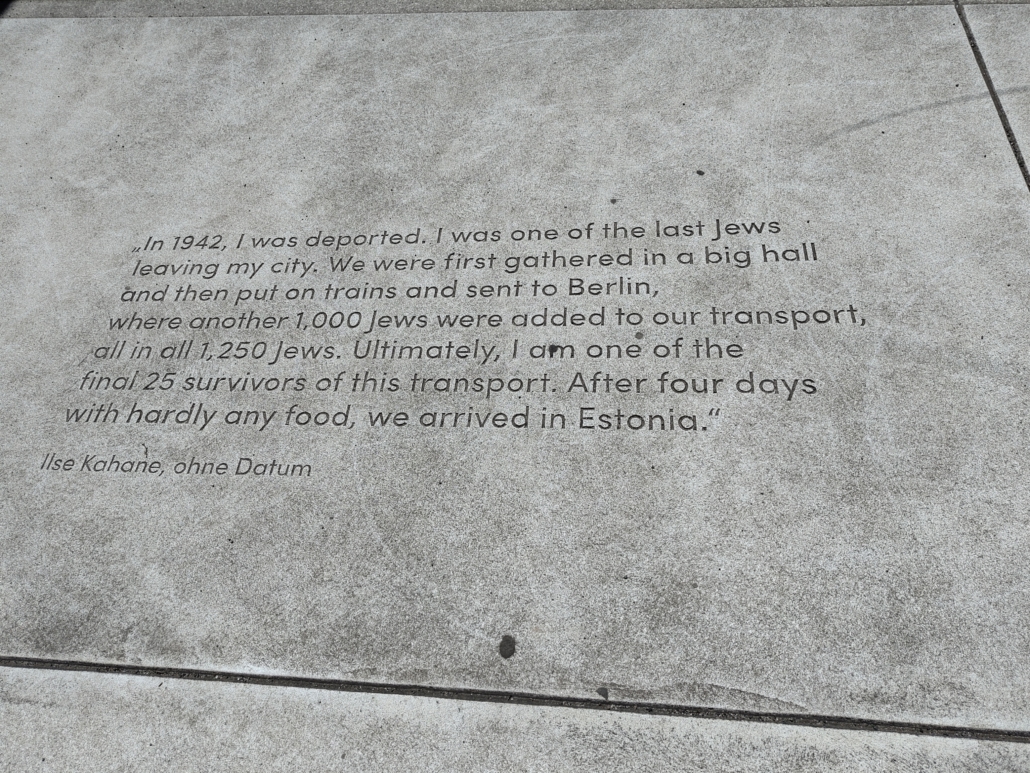 „In 1942, I was deported. I was one of the last Jews
leaving my city. We were first gathered in a big hall
and then put on trains and sent to Berlin,
where another 1,000 Jews were added to our transport,
all in all 1,250 Jews. Ultimately, I am one of the
final 25 survivors of this transport. After four days
with hardly any food, we arrived in Estonia.“
Ilse Kahane, ohne Datum